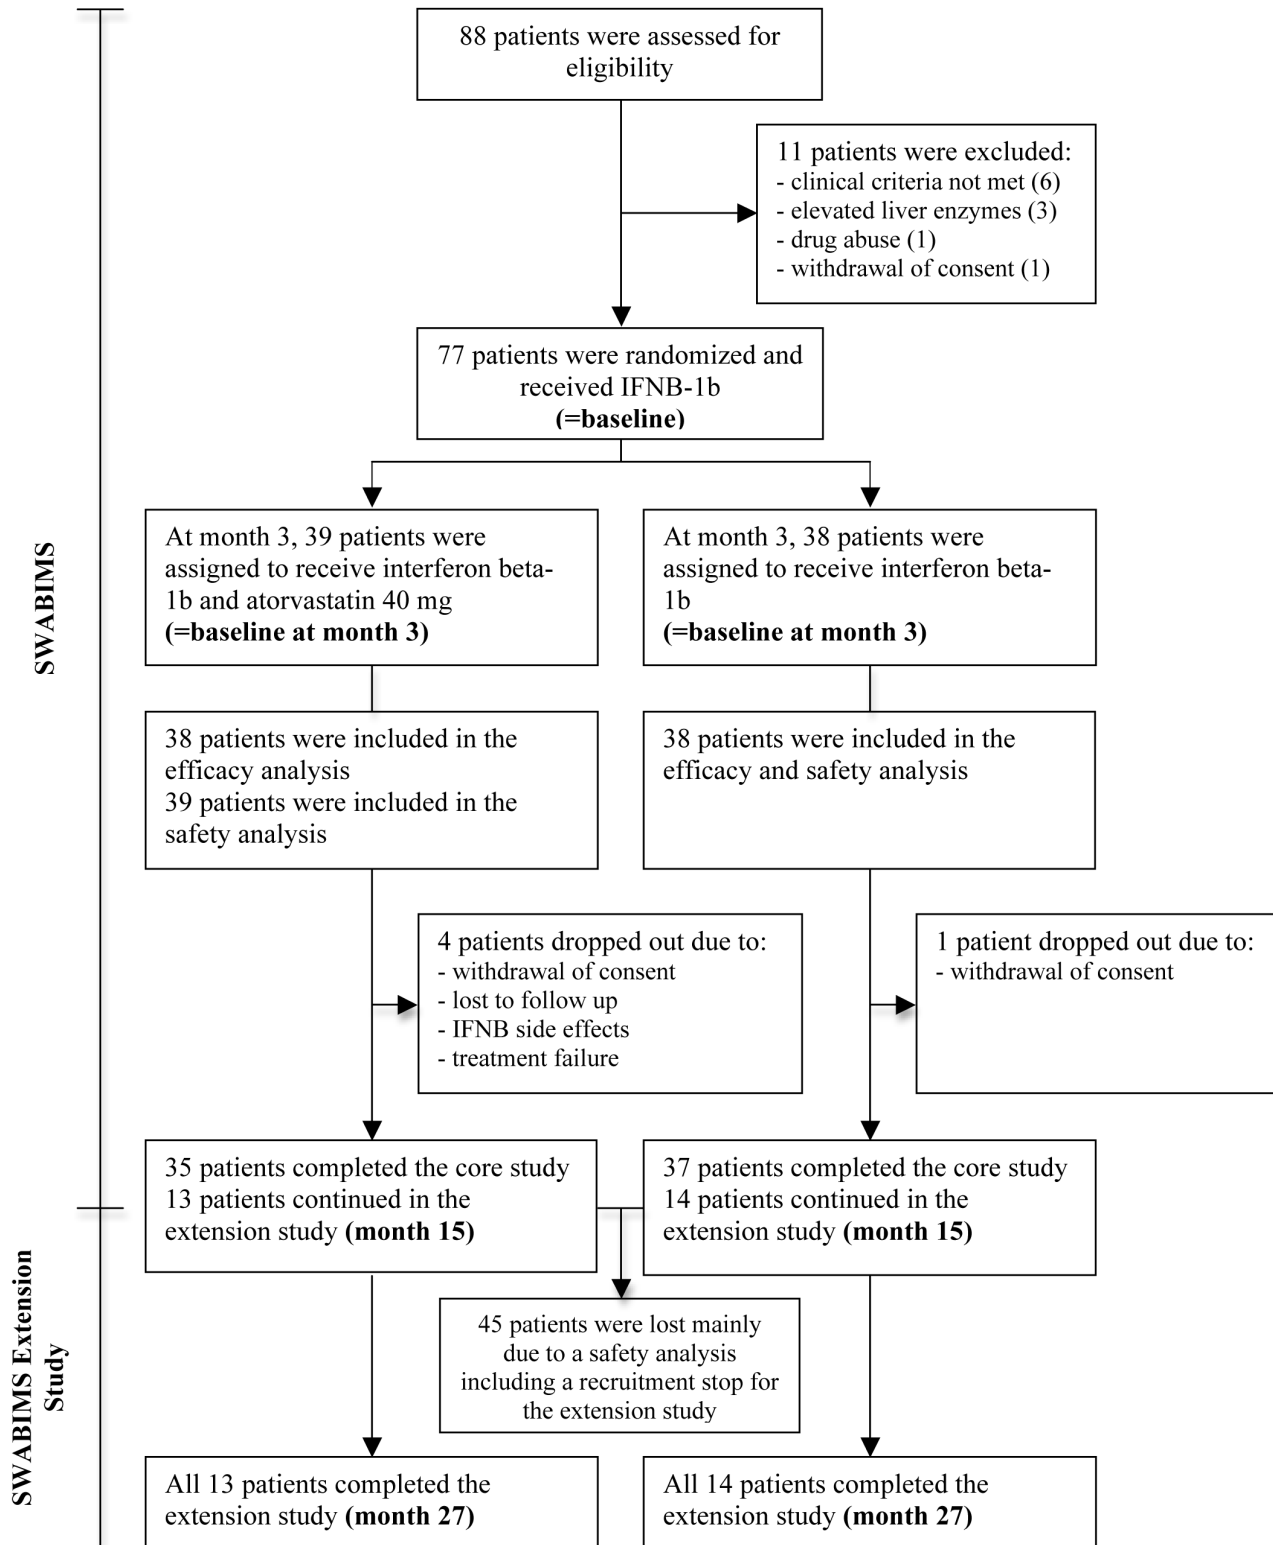 88 patients were assessed for
eligibility
11 patients were excluded:
- clinical criteria not met (6)
- elevated liver enzymes (3)
- drug abuse (1)
- withdrawal of consent (1)
77 patients were randomized and
received IFNB-1b
(=baseline)
SWABIMS
At month 3, 39 patients were
assigned to receive interferon beta-
1b and atorvastatin 40 mg
(=baseline at month 3)
At month 3, 38 patients were
assigned to receive interferon beta-
1b
(=baseline at month 3)
38 patients were included in the
efficacy analysis
39 patients were included in the
safety analysis
38 patients were included in the
efficacy and safety analysis
4 patients dropped out due to:
- withdrawal of consent
- lost to follow up
- IFNB side effects
- treatment failure
1 patient dropped out due to:
- withdrawal of consent
35 patients completed the core study
13 patients continued in the
extension study (month 15)
37 patients completed the core study
14 patients continued in the
extension study (month 15)
SWABIMS Extension
Study
45 patients were lost mainly
due to a safety analysis
including a recruitment stop for
the extension study
All 13 patients completed the
extension study (month 27)
All 14 patients completed the
extension study (month 27)